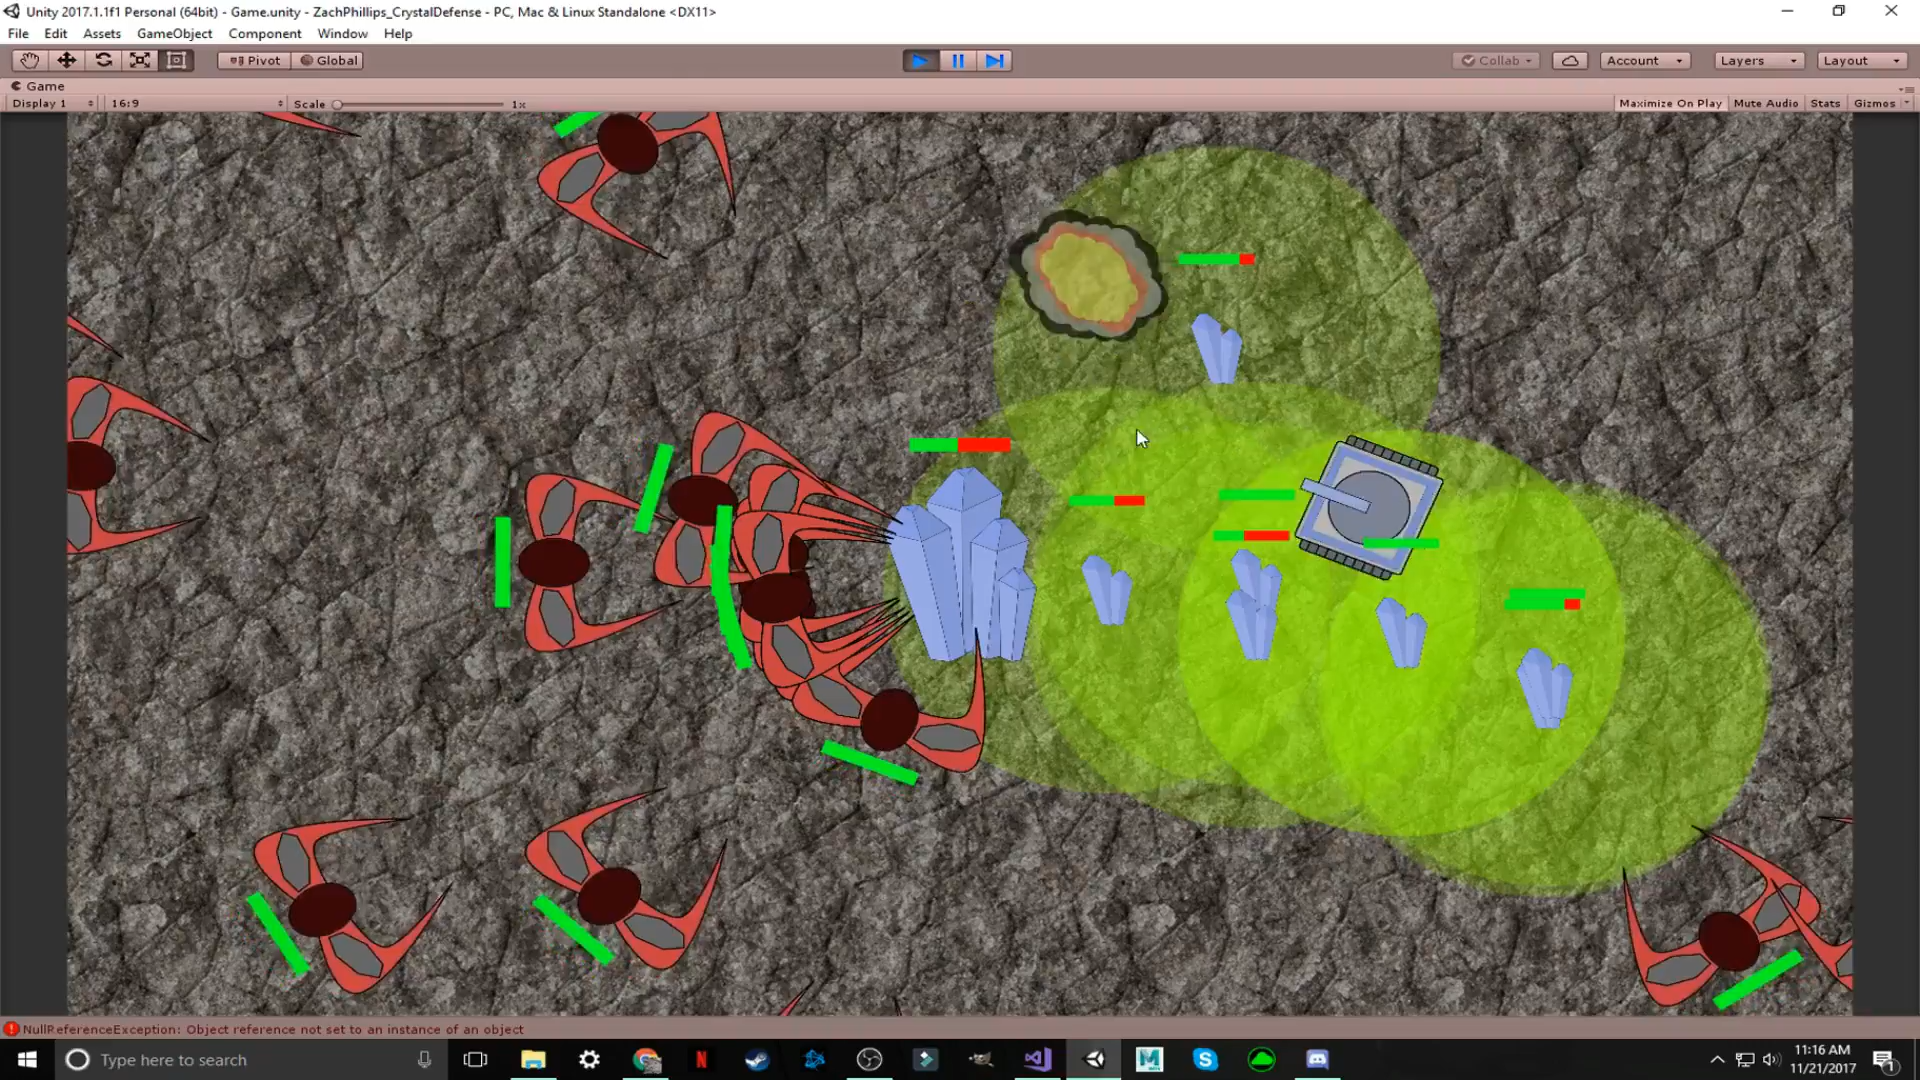 Unity 2017.1.1f1 Personal (64bit) - Game.unity - ZachPhillips_CrystalDefense - PC, Mac & Linux Standalone <DX11>
File Edit Assets GameObject Component Window Help
Pivot Global Collab Account Layers Layout
Game
Display 1 16:9 Scale 1x Maximize On Play Mute Audio Stats Gizmos
NullReferenceException: Object reference not set to an instance of an object
Type here to search
11:16 AM
11/21/2017